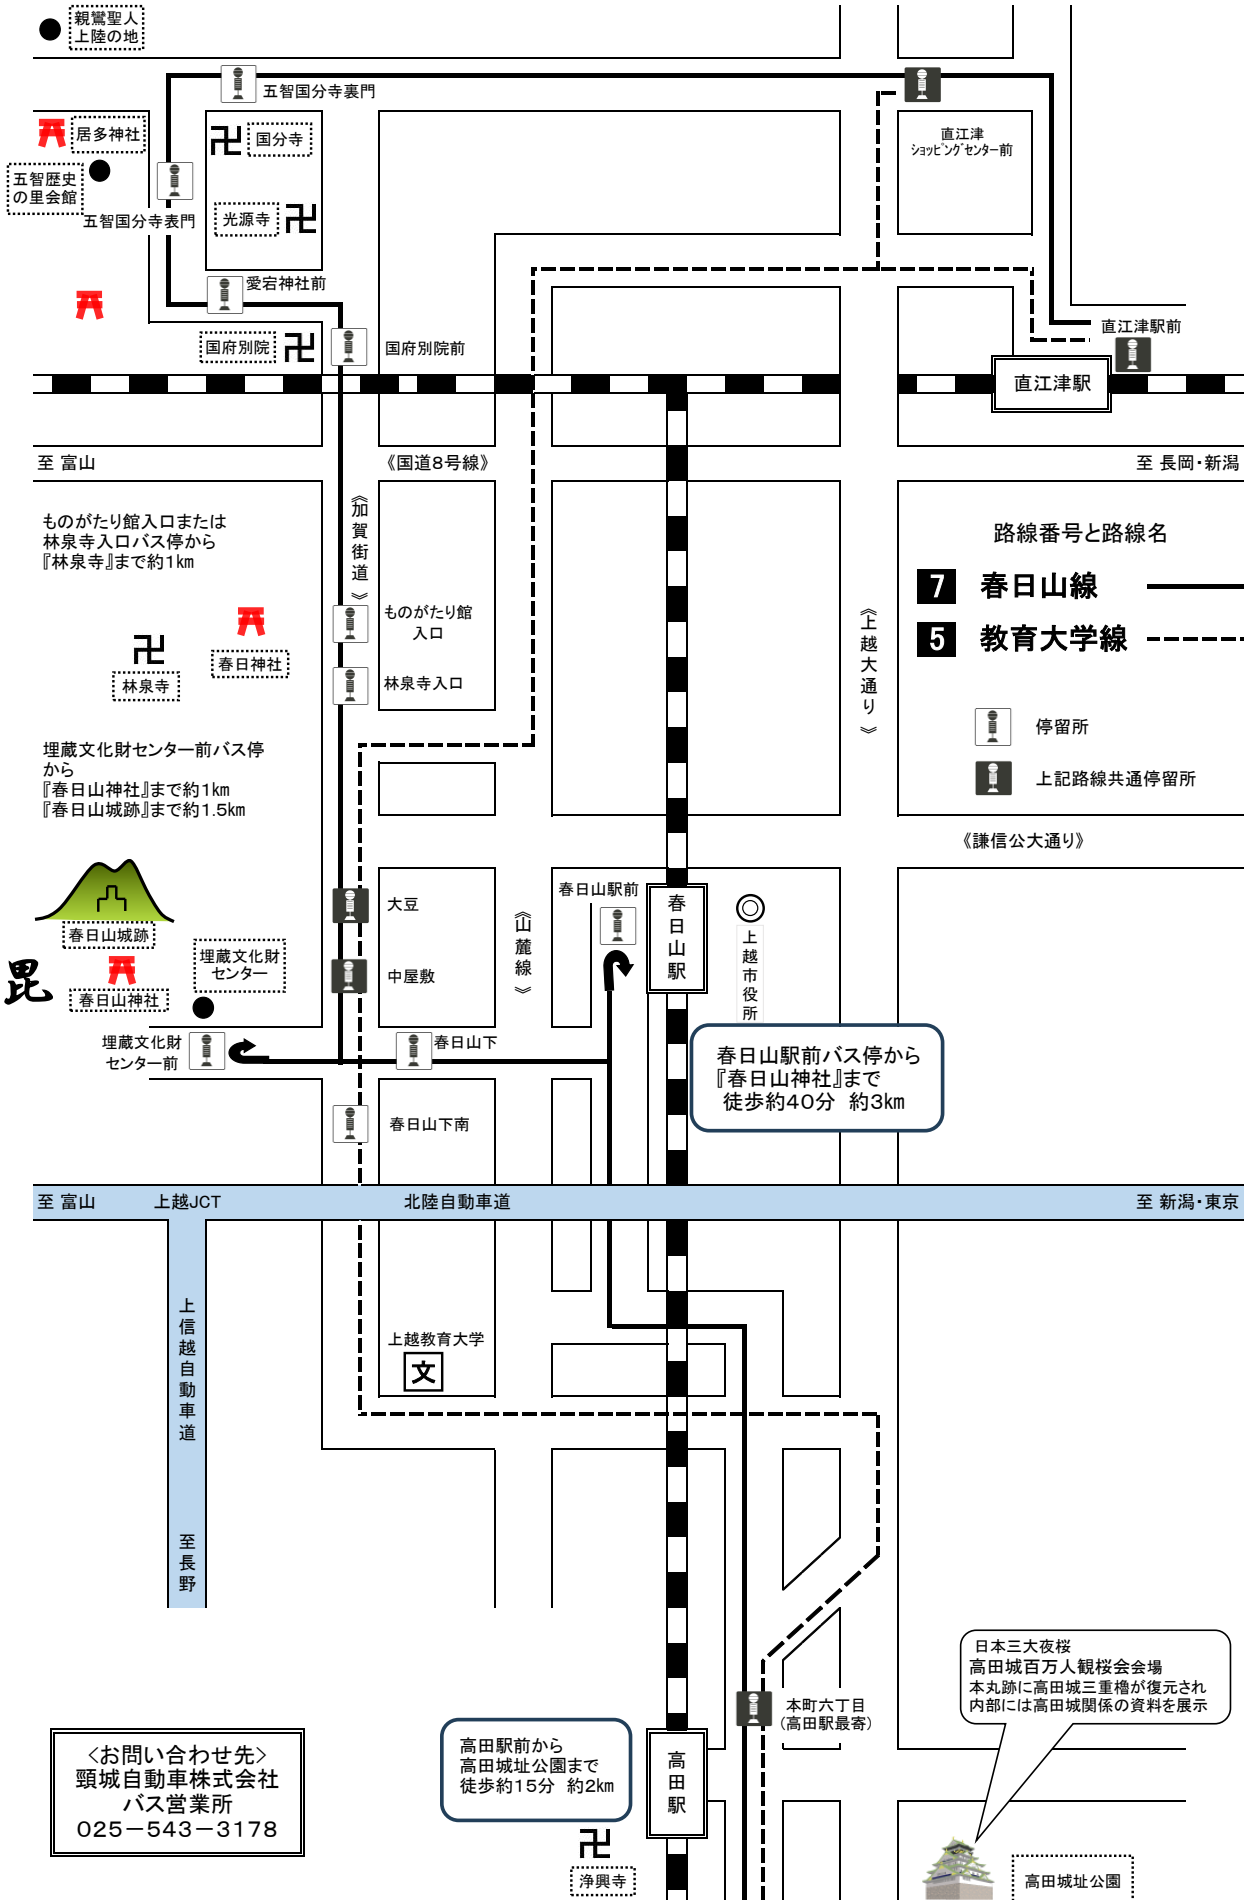 親鸞聖人
上陸の地
五智国分寺裏門
居多神社
国分寺
直江津
ショッピングセンター前
五智歴史
の里会館
五智国分寺表門
光源寺
愛宕神社前
国府別院
国府別院前
直江津駅前
直江津駅
至 富山
《国道8号線》
至 長岡・新潟
ものがたり館入口または
林泉寺入口バス停から
『林泉寺』まで約1km
《加賀街道》
路線番号と路線名
7 春日山線
5 教育大学線
ものがたり館
入口
《上越大通り》
春日神社
林泉寺
林泉寺入口
停留所
上記路線共通停留所
埋蔵文化財センター前バス停
から
『春日山神社』まで約1km
『春日山城跡』まで約1.5km
《謙信公大通り》
春日山駅前
大豆
春日山駅
《山麓線》
上越市役所
春日山城跡
埋蔵文化財
センター
毘
春日山神社
中屋敷
埋蔵文化財
センター前
春日山下
春日山駅前バス停から
『春日山神社』まで
徒歩約40分 約3km
春日山下南
至 富山
上越JCT
北陸自動車道
至 新潟・東京
上信越自動車道
至長野
上越教育大学
文
日本三大夜桜
高田城百万人観桜会会場
本丸跡に高田城三重櫓が復元され
内部には高田城関係の資料を展示
本町六丁目
(高田駅最寄)
<お問い合わせ先>
頸城自動車株式会社
バス営業所
025-543-3178
高田駅前から
高田城址公園まで
徒歩約15分 約2km
高田駅
浄興寺
高田城址公園